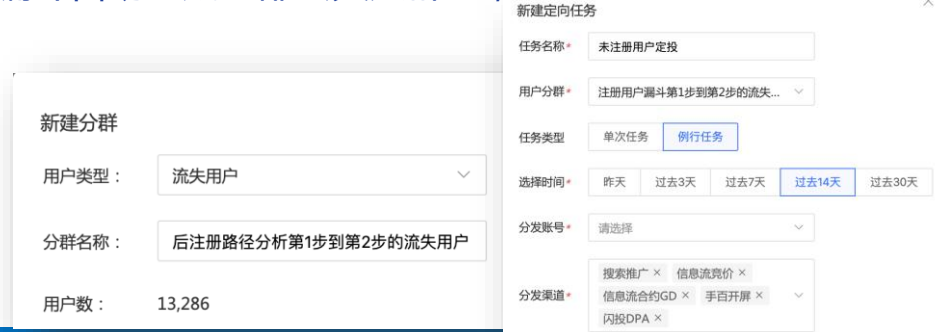 新建分群
用户类型： 流失用户
分群名称： 后注册路径分析第1步到第2步的流失用户
用户数： 13,286
新建定向任务
任务名称* 未注册用户定投
用户分群* 注册用户漏斗第1步到第2步的流失...
任务类型 单次任务 例行任务
选择时间* 昨天 过去3天 过去7天 过去14天 过去30天
分发账号* 请选择
分发渠道* 搜索推广 × 信息流竞价 ×
信息流合约GD × 手百开屏 ×
闪投DPA ×